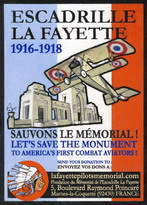 ESCADRILLE
LA FAYETTE
1916-1918
SAUVONS LE MÉMORIAL !
LET'S SAVE THE MONUMENT
TO AMERICA'S FIRST COMBAT AVIATORS !
SEND YOUR DONATION TO
ENVOYEZ VOS DONS À
lafayettepilotsmemorial.com
Fondation du Mémorial de l'Escadrille La Fayette
5, Boulevard Raymond Poincaré
Marnes-la-Coquette (92430) FRANCE